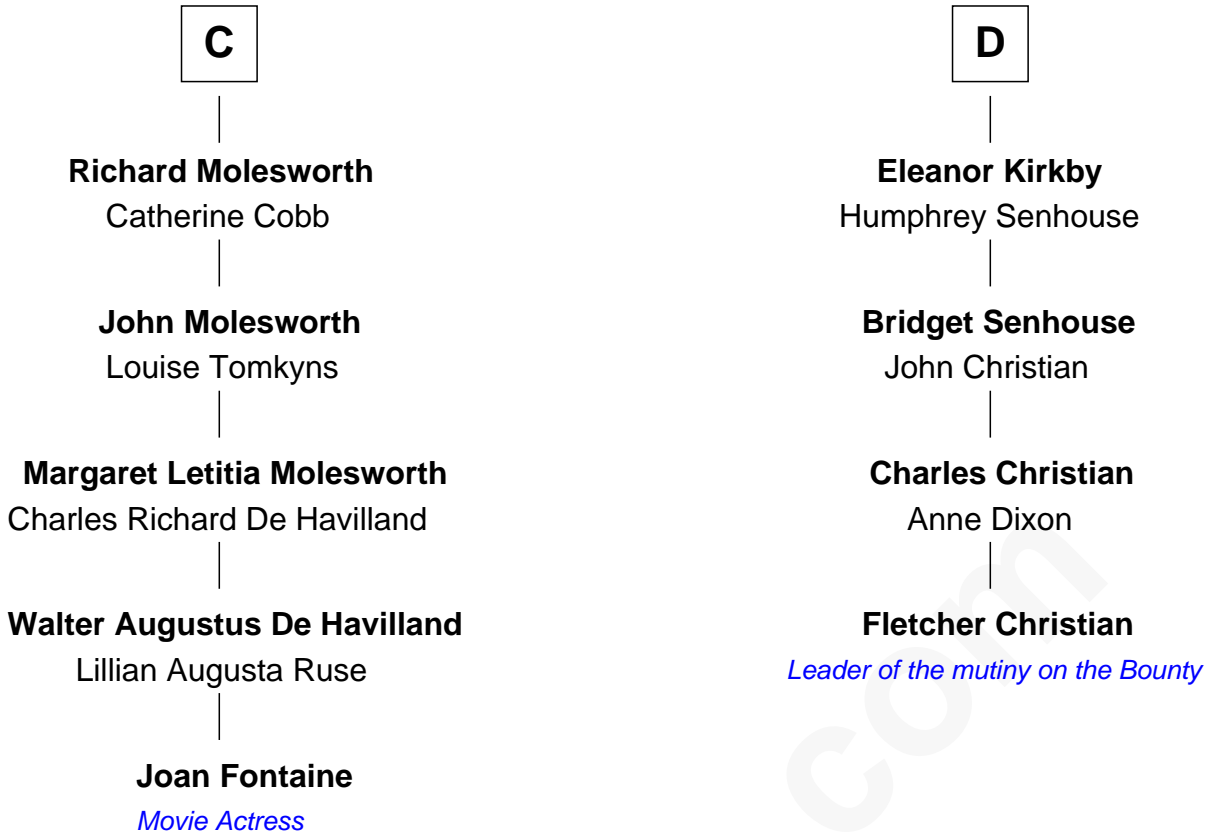 C
Richard Molesworth
Catherine Cobb
John Molesworth
Louise Tomkyns
Margaret Letitia Molesworth
Charles Richard De Havilland
Walter Augustus De Havilland
Lillian Augusta Ruse
Joan Fontaine
Movie Actress
D
Eleanor Kirkby
Humphrey Senhouse
Bridget Senhouse
John Christian
Charles Christian
Anne Dixon
Fletcher Christian
Leader of the mutiny on the Bounty
com